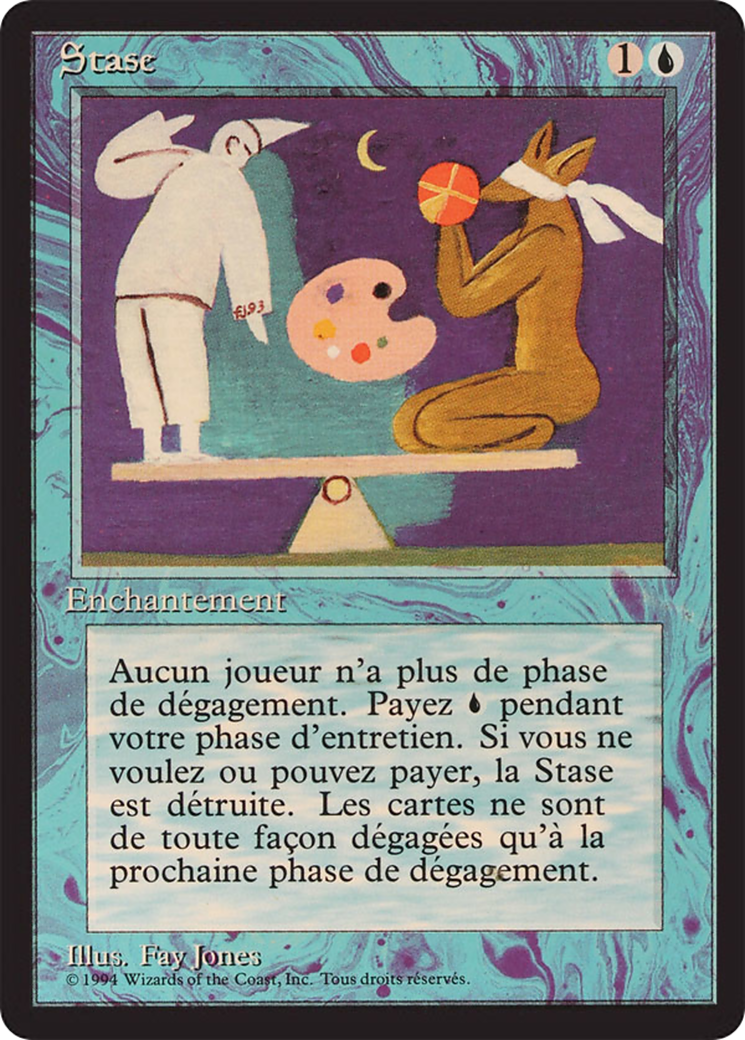 Stase 1
FJ93
Enchantement
Aucun joueur n'a plus de phase
de dégagement. Payez pendant
votre phase d'entretien. Si vous ne
voulez ou pouvez payer, la Stase
est détruite. Les cartes ne sont
de toute façon dégagées qu'à la
prochaine phase de dégagement.
Illus. Fay Jones
© 1994 Wizards of the Coast, Inc. Tous droits réservés.